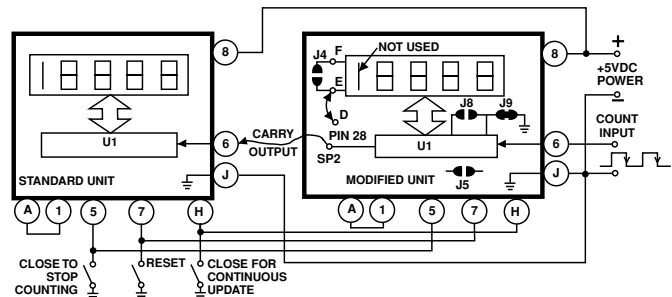 8
U1
6
STANDARD UNIT
J
A
1
5
7
H
CARRY
OUTPUT
J4
F
E
D
NOT USED
PIN 28
SP2
J8
J9
U1
MODIFIED UNIT
J5
8
6
J
A
1
5
7
H
+
+5VDC
POWER
–
COUNT
INPUT
CLOSE TO
STOP
COUNTING
RESET
CLOSE FOR
CONTINUOUS
UPDATE